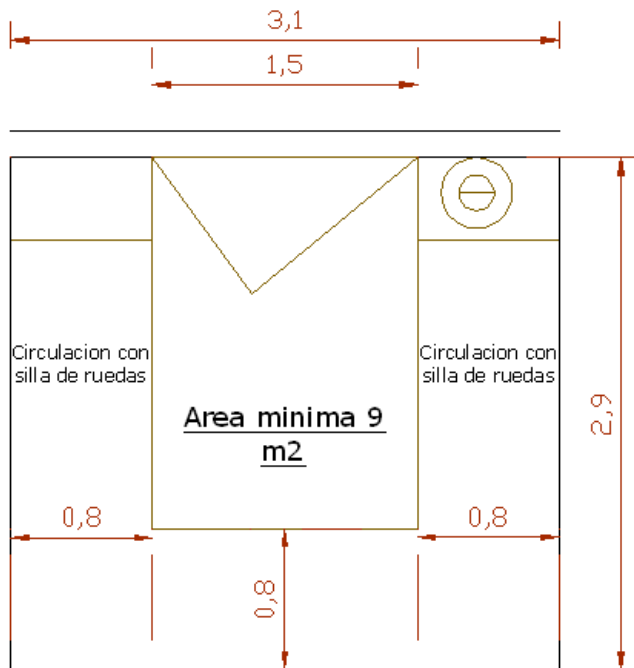 3,1
1,5
Circulacion con
silla de ruedas
Circulacion con
silla de ruedas
Area minima 9
m2
2,9
0,8
0,8
0,8